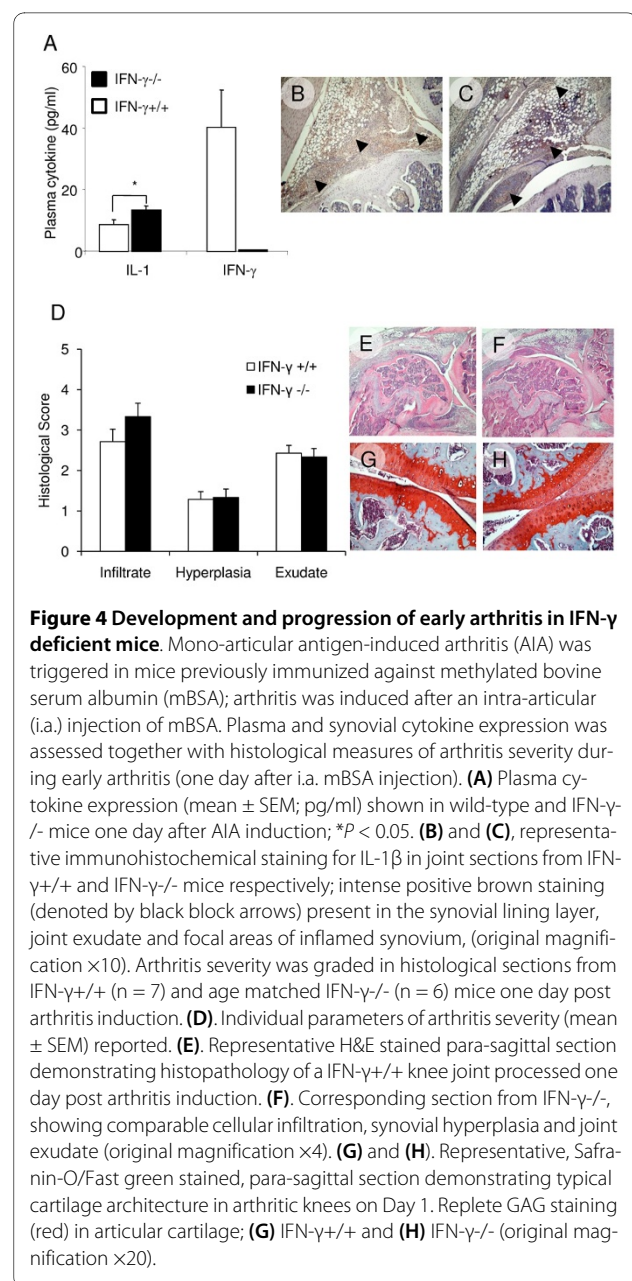 A
Plasma cytokine (pg/ml)
60
40
20
0
IFN-γ-/-
IFN-γ+/+
*
IL-1
IFN-γ
B
C
D
Histological Score
5
4
3
2
1
0
IFN-γ +/+
IFN-γ -/-
Infiltrate
Hyperplasia
Exudate
E
F
G
H
Figure 4 Development and progression of early arthritis in IFN-γ
deficient mice. Mono-articular antigen-induced arthritis (AIA) was
triggered in mice previously immunized against methylated bovine
serum albumin (mBSA); arthritis was induced after an intra-articular
(i.a.) injection of mBSA. Plasma and synovial cytokine expression was
assessed together with histological measures of arthritis severity dur-
ing early arthritis (one day after i.a. mBSA injection). (A) Plasma cy-
tokine expression (mean ± SEM; pg/ml) shown in wild-type and IFN-γ-
/- mice one day after AIA induction; *P < 0.05. (B) and (C), representa-
tive immunohistochemical staining for IL-1β in joint sections from IFN-
γ+/+ and IFN-γ-/- mice respectively; intense positive brown staining
(denoted by black block arrows) present in the synovial lining layer,
joint exudate and focal areas of inflamed synovium, (original magnifi-
cation ×10). Arthritis severity was graded in histological sections from
IFN-γ+/+ (n = 7) and age matched IFN-γ-/- (n = 6) mice one day post
arthritis induction. (D). Individual parameters of arthritis severity (mean
± SEM) reported. (E). Representative H&E stained para-sagittal section
demonstrating histopathology of a IFN-γ+/+ knee joint processed one
day post arthritis induction. (F). Corresponding section from IFN-γ-/-,
showing comparable cellular infiltration, synovial hyperplasia and joint
exudate (original magnification ×4). (G) and (H). Representative, Safra-
nin-O/Fast green stained, para-sagittal section demonstrating typical
cartilage architecture in arthritic knees on Day 1. Replete GAG staining
(red) in articular cartilage; (G) IFN-γ+/+ and (H) IFN-γ-/- (original mag-
nification ×20).